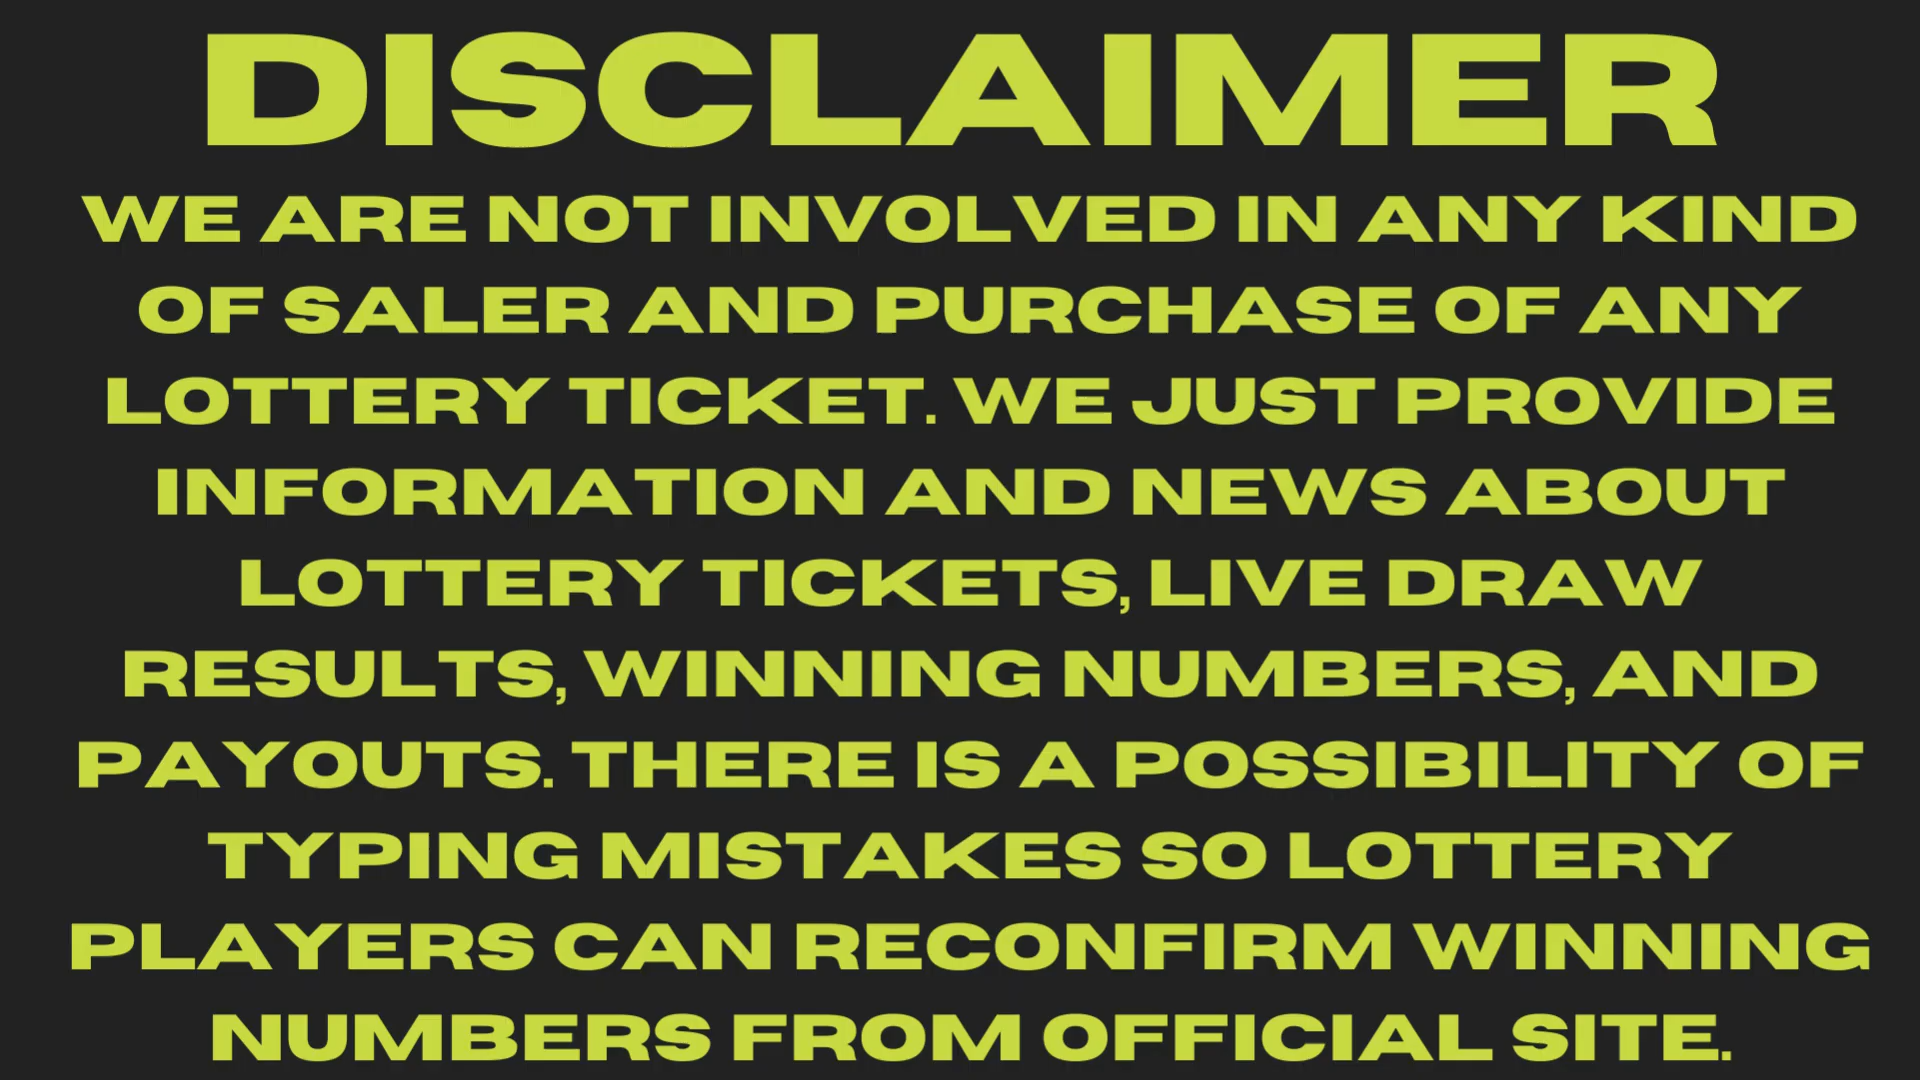 DISCLAIMER
WE ARE NOT INVOLVED IN ANY KIND
OF SALER AND PURCHASE OF ANY
LOTTERY TICKET. WE JUST PROVIDE
INFORMATION AND NEWS ABOUT
LOTTERY TICKETS, LIVE DRAW
RESULTS, WINNING NUMBERS, AND
PAYOUTS. THERE IS A POSSIBILITY OF
TYPING MISTAKES SO LOTTERY
PLAYERS CAN RECONFIRM WINNING
NUMBERS FROM OFFICIAL SITE.